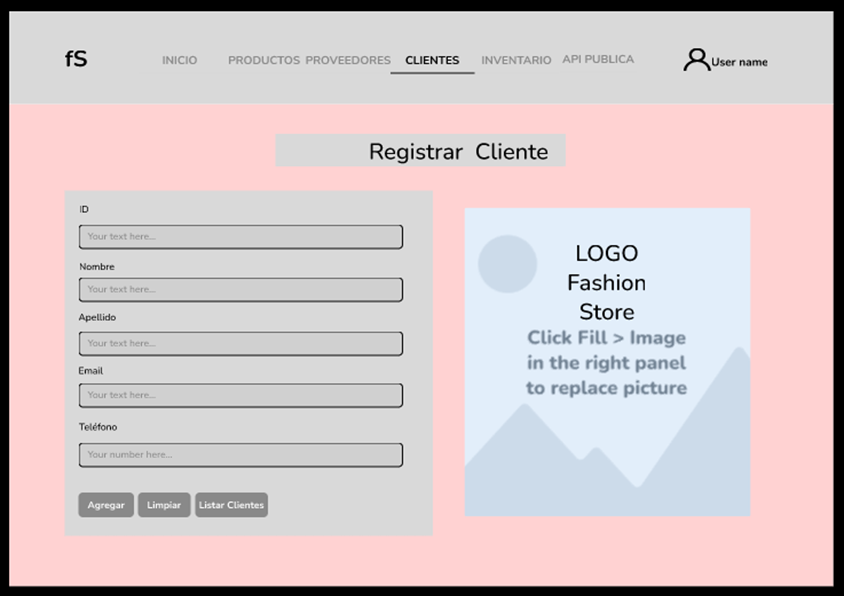 fS
INICIO PRODUCTOS PROVEEDORES CLIENTES INVENTARIO API PUBLICA User name
Registrar Cliente
ID
Your text here...
Nombre
Your text here...
Apellido
Your text here...
Email
Your text here...
Teléfono
Your number here...
Agregar Limpiar Listar Clientes
LOGO
Fashion
Store
Click Fill > Image
in the right panel
to replace picture